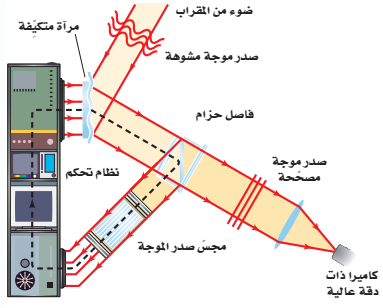 ضوء من المقراب
مرآة متكيّفة
صدر موجة مشوهة
فاصل حزام
صدر موجة
مصحّحة
نظام تحكم
مجسّ صدر الموجة
كاميرا ذات
دقة عالية